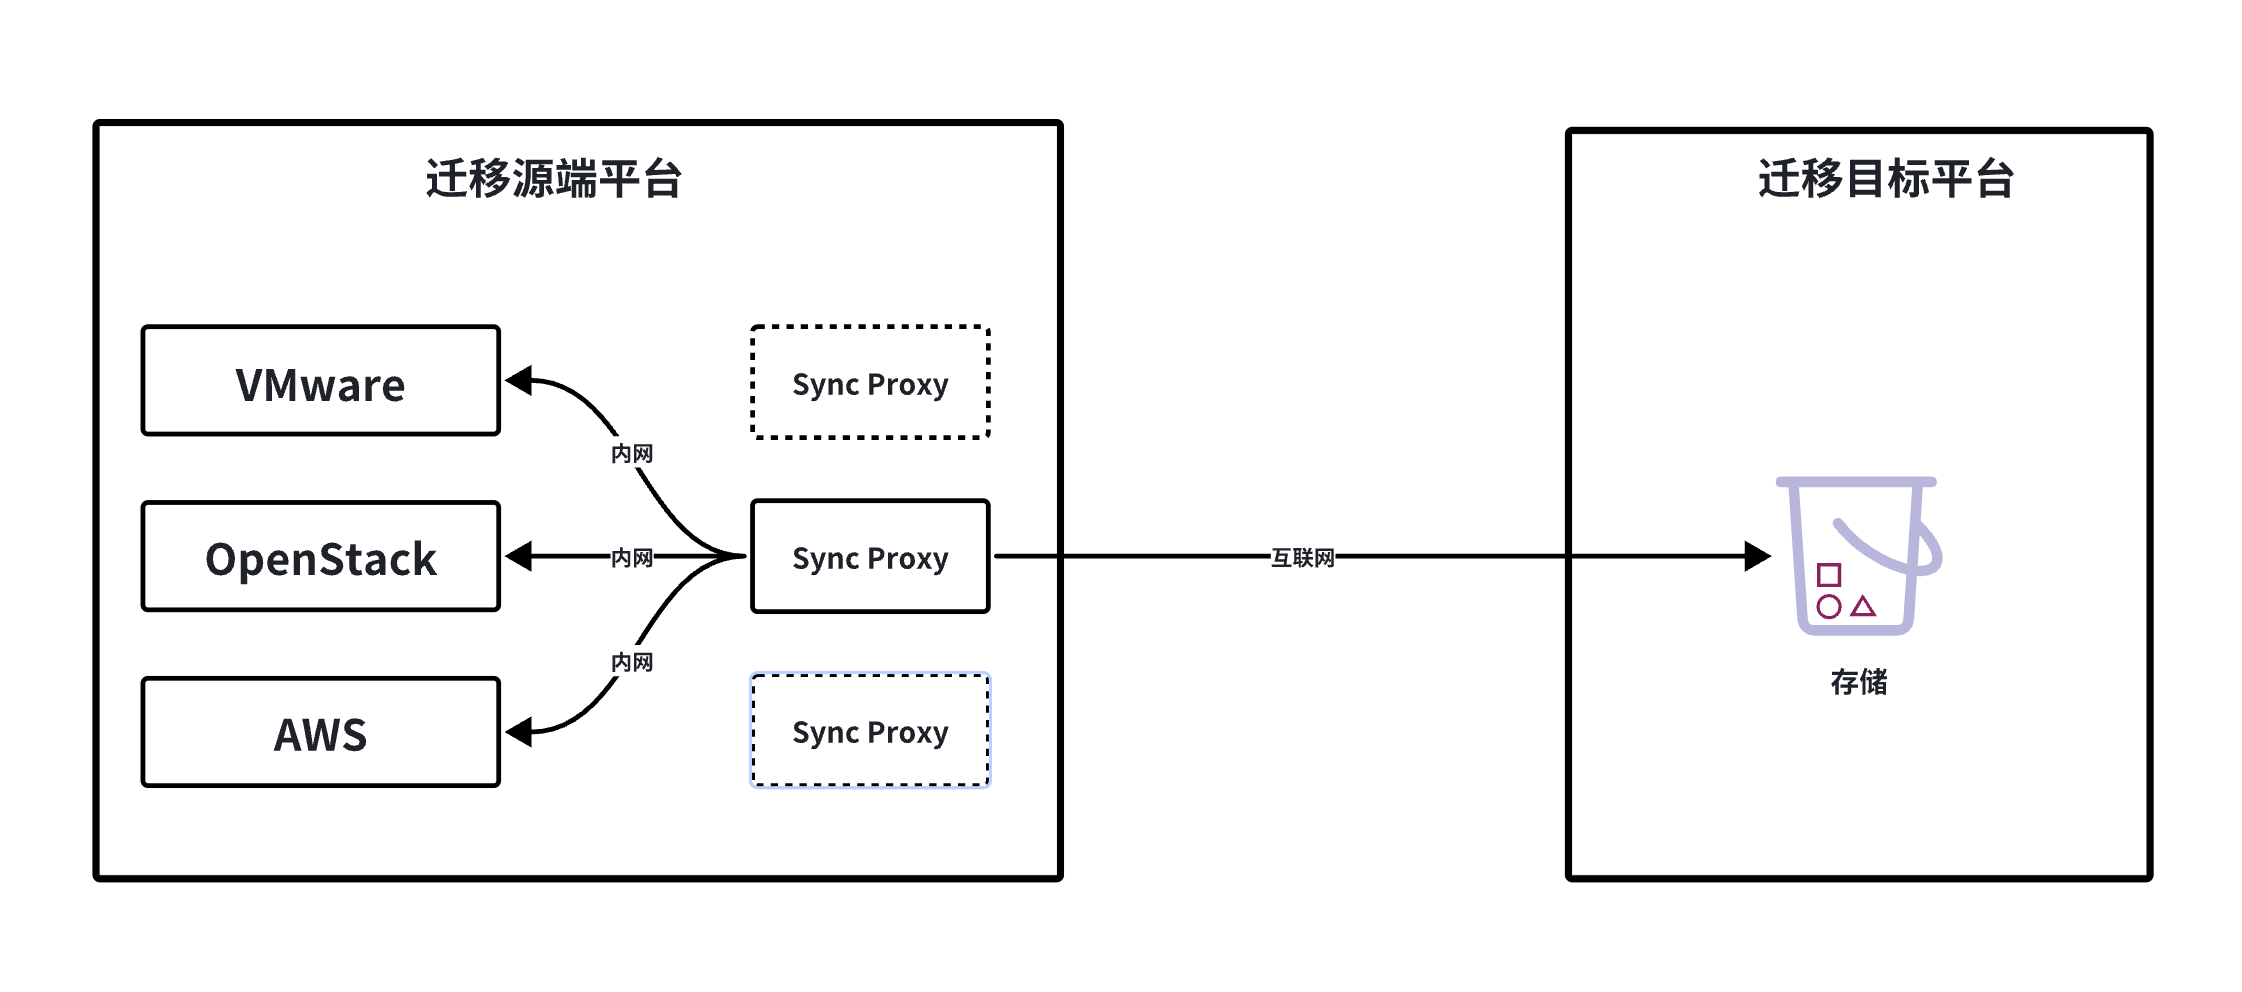 迁移源端平台
迁移目标平台
VMware
Sync Proxy
内网
OpenStack
内网
Sync Proxy
互联网
内网
存储
AWS
Sync Proxy